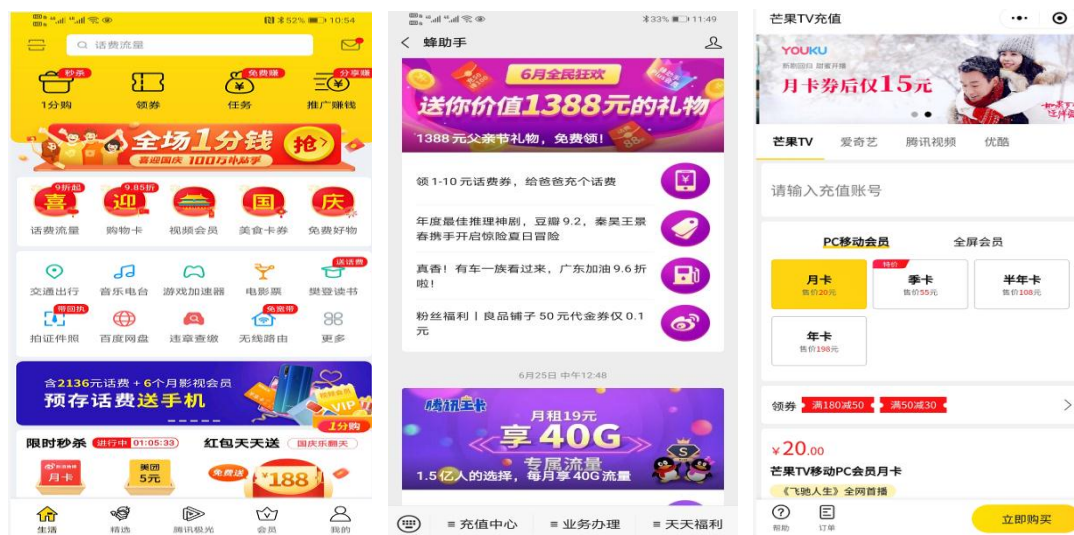 52% 10:54
话费流量
秒杀
免费赚
分享赚
1分购
领券
任务
推广赚钱
全场1分钱
抢
喜迎国庆 100万补贴享
9折起
9.85折
喜
迎
国
庆
话费流量
购物卡
视频会员
美食卡券
免费好物
送话费
交通出行
音乐电台
游戏加速器
电影票
樊登读书
带回执
免宽带
拍证件照
百度网盘
违章查缴
无线路由
更多
含2136元话费+6个月影视会员
预存话费送手机
VIP
1分购
限时秒杀
进行中 01:05:33
红包天天送
国庆乐翻天
月卡
美团
5元
免费送
188
生活
精选
腾讯极光
会员
我的
33% 11:49
蜂助手
6月全民狂欢
送你价值1388元的礼物
1388元父亲节礼物，免费领！
领1-10元话费券，给爸爸充个话费
年度最佳推理神剧，豆瓣9.2，秦昊王景
春携手开启惊险夏日冒险
真香！有车一族看过来，广东加油9.6折
啦！
粉丝福利丨良品铺子50元代金券仅0.1
元
6月25日 中午12:48
腾讯王卡
月租19元
享40G
专属流量
1.5亿人的选择，每月享40G流量
充值中心
业务办理
天天福利
芒果TV充值
YOUKU
月卡券后仅15元
芒果TV
爱奇艺
腾讯视频
优酷
请输入充值账号
PC移动会员
全屏会员
特价
月卡
季卡
半年卡
售价20元
售价55元
售价108元
年卡
售价198元
领券
满180减50
满50减30
¥20.00
芒果TV移动PC会员月卡
《飞驰人生》全网首播
帮助
订单
立即购买